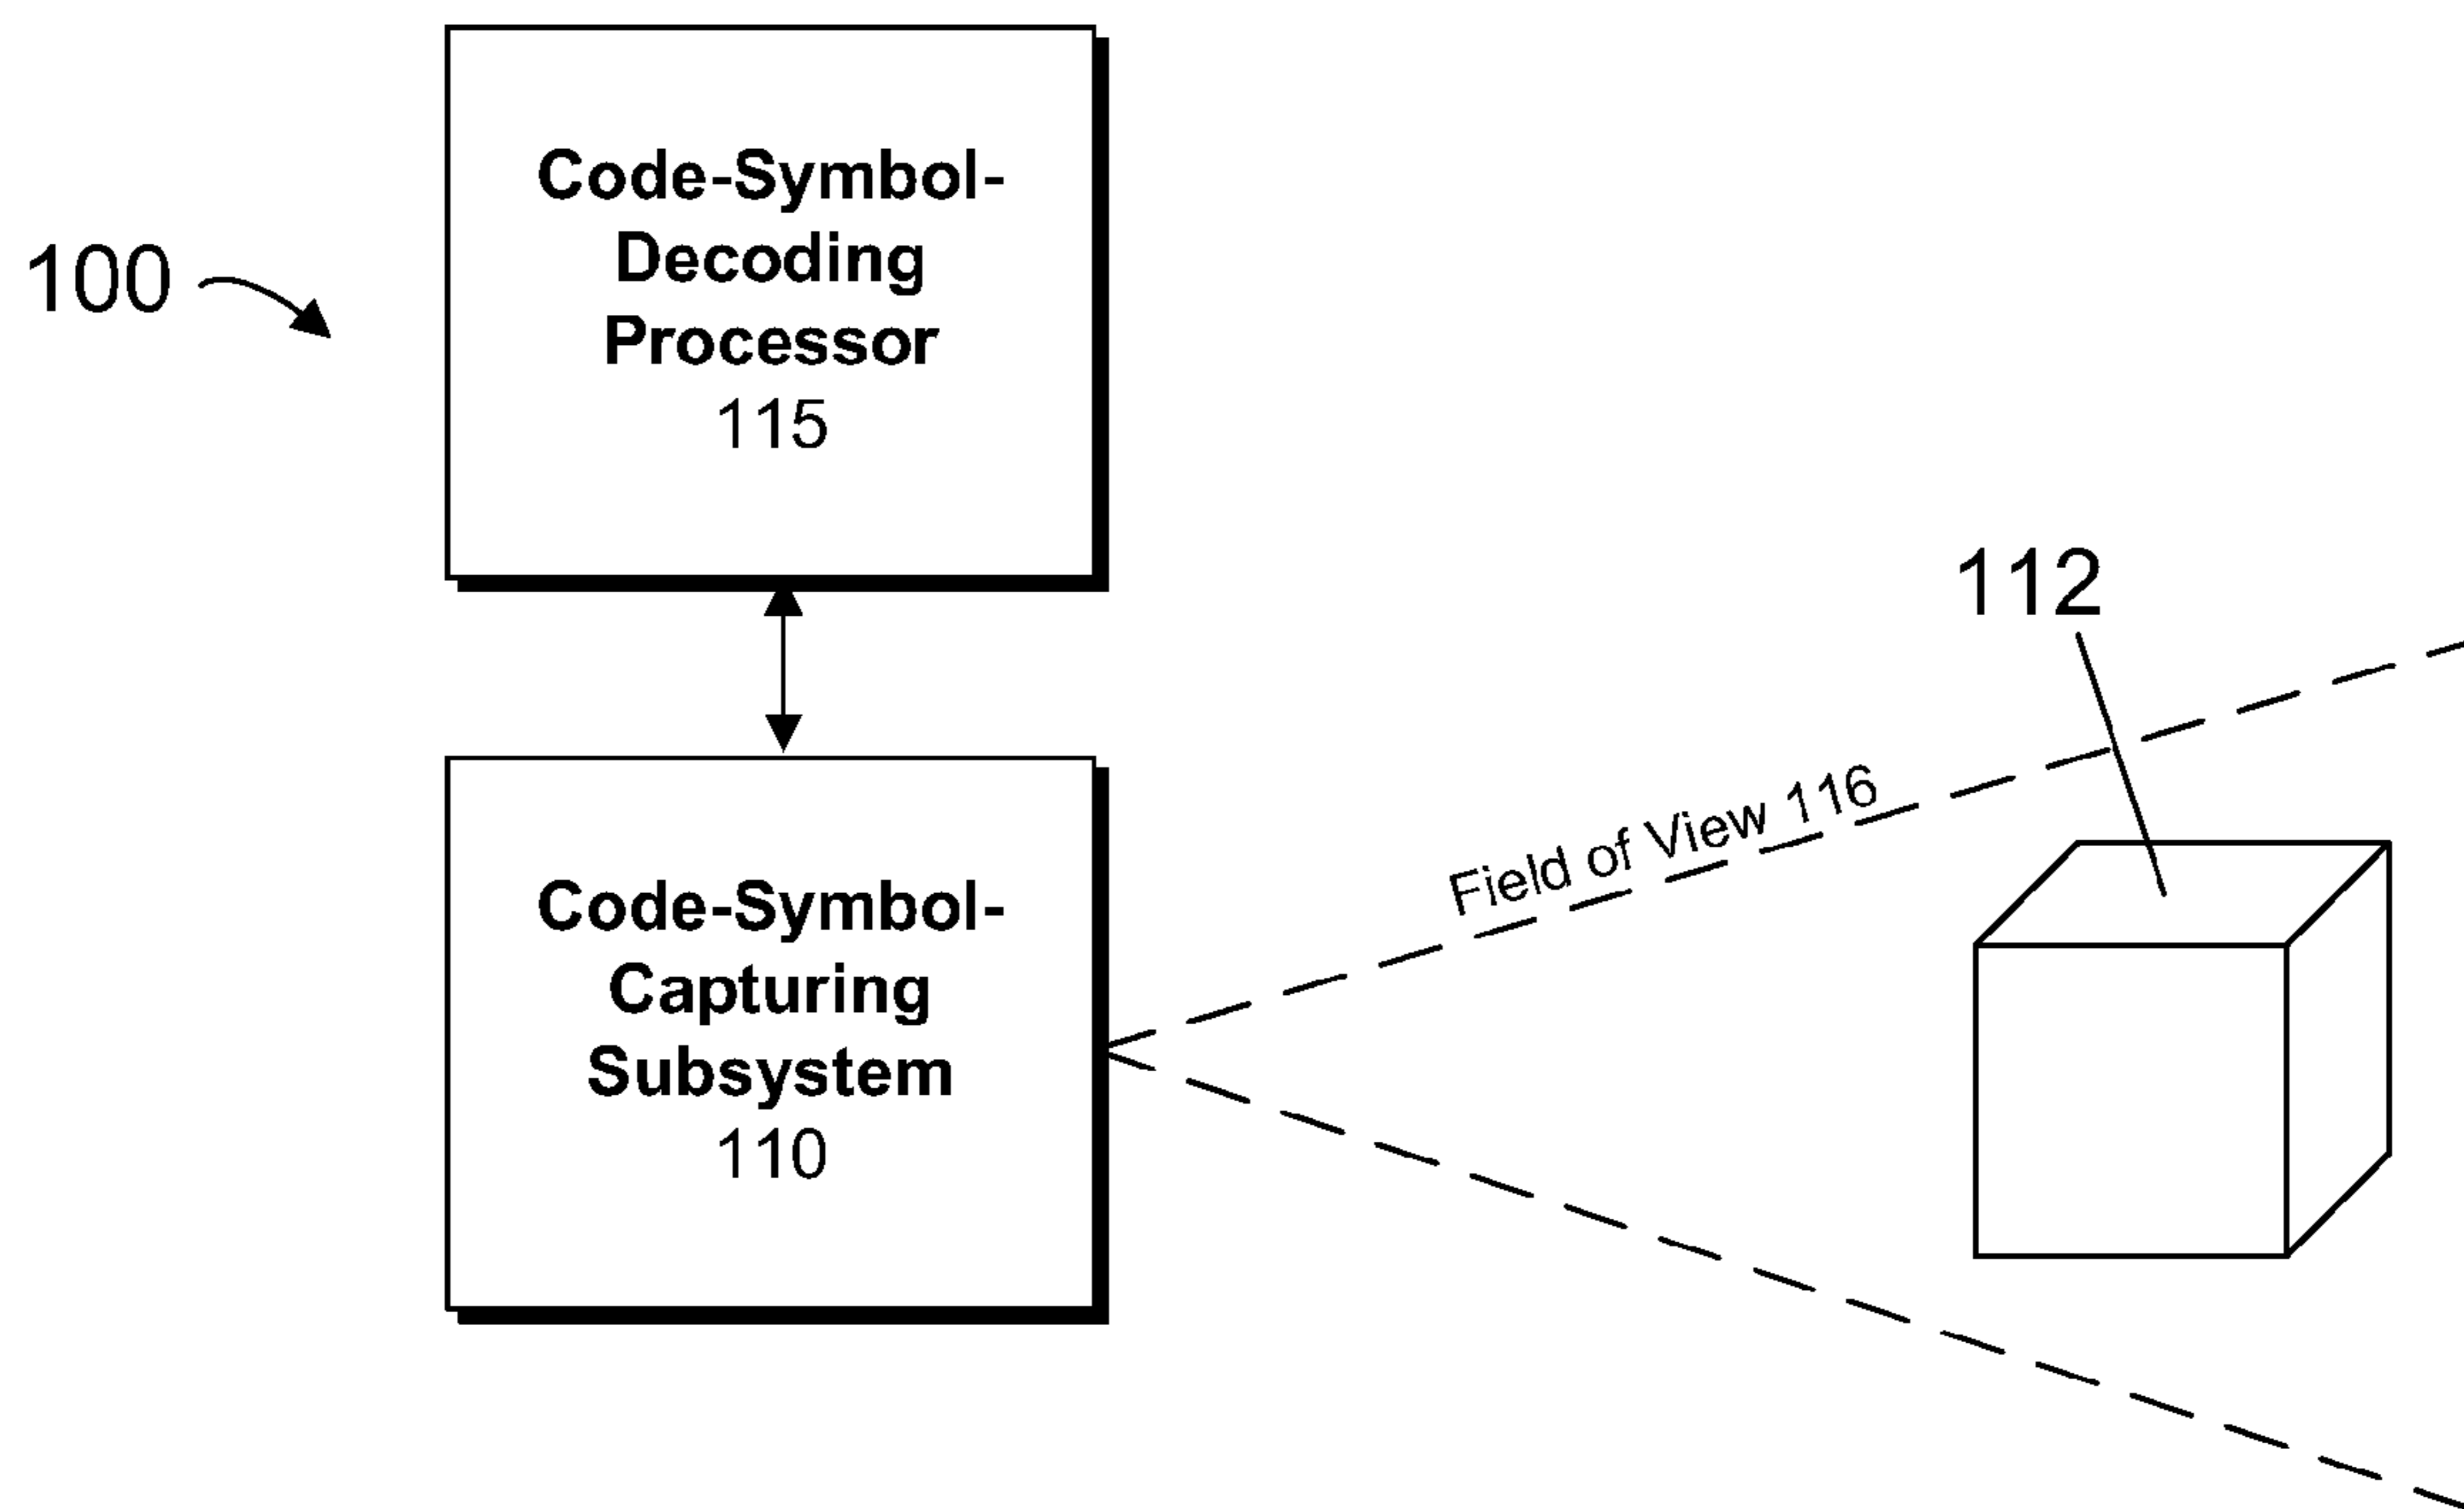 Code-Symbol-
Decoding
Processor
115
100
112
Field of View 116
Code-Symbol-
Capturing
Subsystem
110